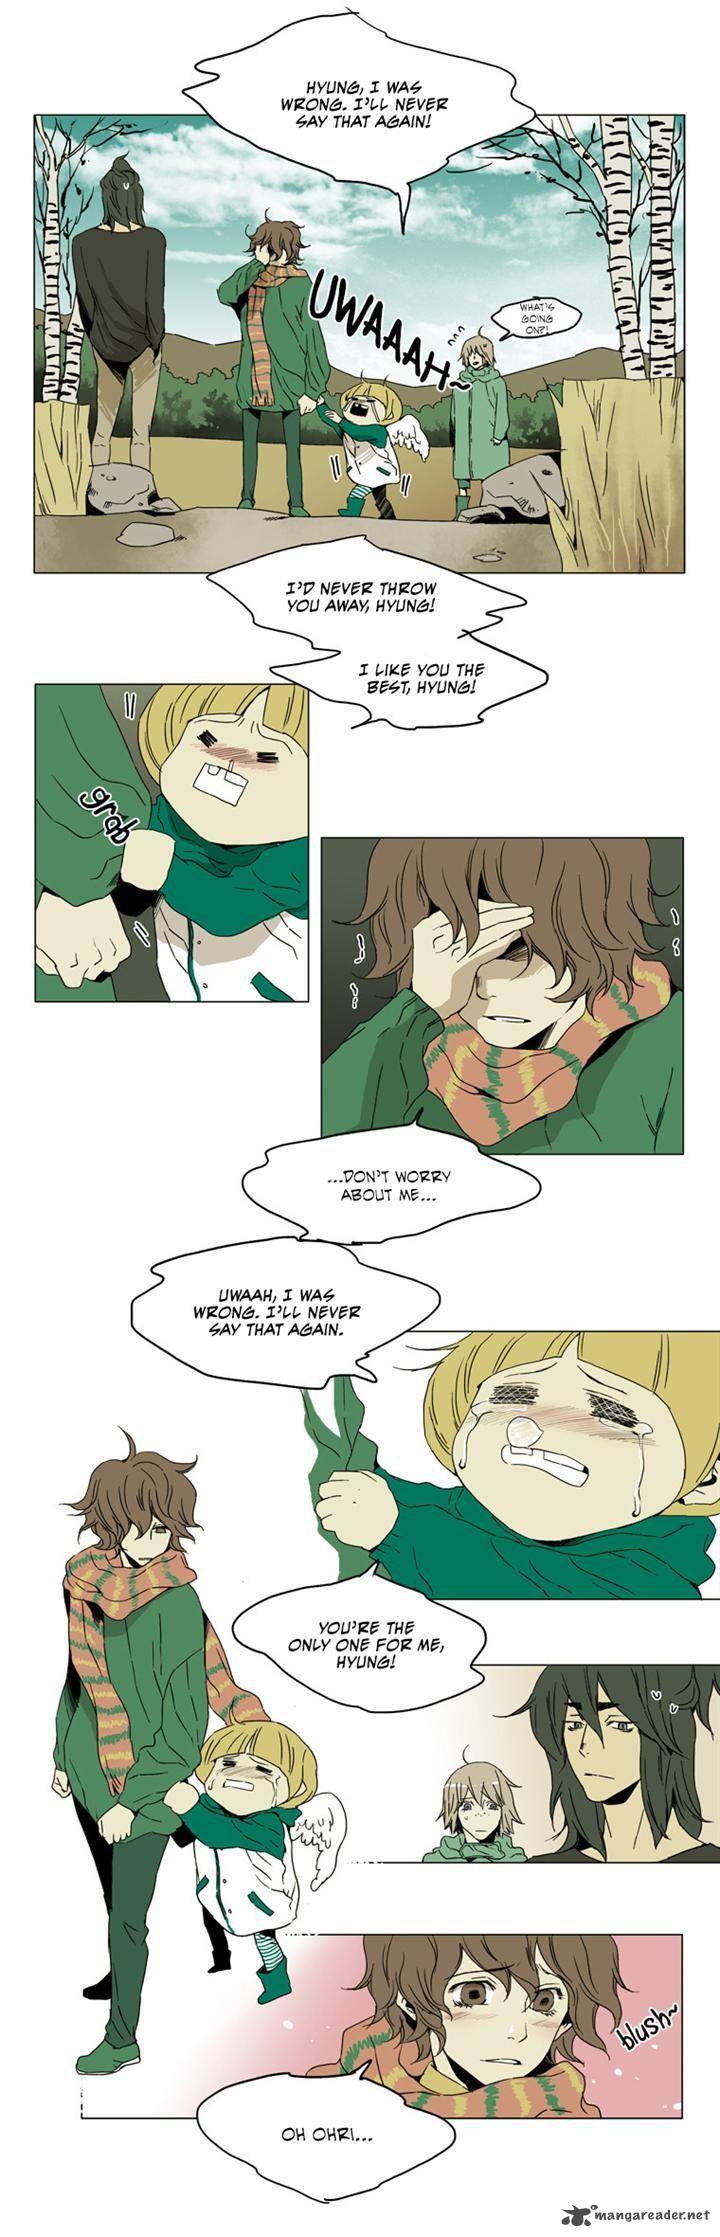 HYUNG, I WAS
WRONG. I'LL NEVER
SAY THAT AGAIN!
UWAAAH~
WHAT'S
GOING
ON?!
I'D NEVER THROW
YOU AWAY, HYUNG!
I LIKE YOU THE
BEST, HYUNG!
grab
...DON'T WORRY
ABOUT ME...
UWAAH, I WAS
WRONG. I'LL NEVER
SAY THAT AGAIN.
YOU'RE THE
ONLY ONE FOR ME,
HYUNG!
blush~
OH OHRI...
mangareader.net